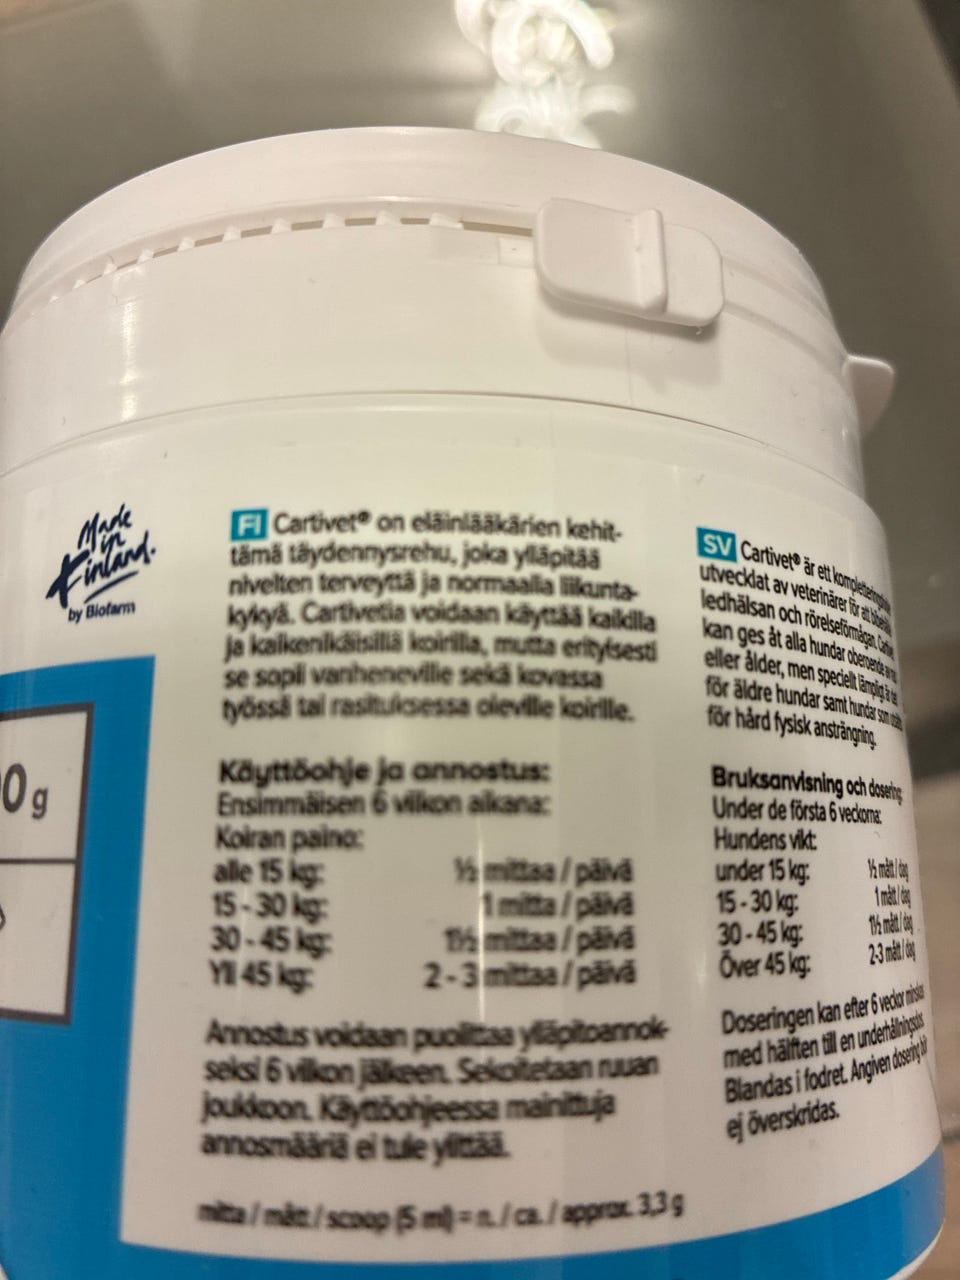 Made
in
Finland.
by Biofarm
0 g
FI Cartivet® on eläinlääkärien kehit-
tämä täydennysrehu, joka ylläpitää
nivelten terveyttä ja normaalia liikunta-
kykyä. Cartivetia voidaan käyttää kaikilla
ja kaikenikäisillä koirilla, mutta erityisesti
se sopii vanheneville sekä kovassa
työssä tai rasituksessa oleville koirille.
Käyttöohje ja annostus:
Ensimmäisen 6 viikon aikana:
Koiran paino:
alle 15 kg: ½ mittaa / päivä
15 - 30 kg: 1 mitta / päivä
30 - 45 kg: 1½ mittaa / päivä
Yli 45 kg: 2 - 3 mittaa / päivä
Annostus voidaan puolittaa ylläpitoannok-
seksi 6 viikon jälkeen. Sekoitetaan ruuan
joukkoon. Käyttöohjeessa mainittuja
annosmääriä ei tule ylittää.
mitta / mått / scoop (5 ml) = n. / ca. / approx. 3,3 g
SV Cartivet® är ett
utvecklat av veterinärer för att
ledhälsan och rörelseförmågan.
kan ges åt alla hundar oberoende av
eller ålder, men speciellt lämpligt är det
för äldre hundar samt hundar som
för hård fysisk ansträngning.
Bruksanvisning och dosering:
Under de första 6 veckorna:
Hundens vikt:
under 15 kg: ½ mått / dag
15 - 30 kg: 1 mått / dag
30 - 45 kg: 1½ mått / dag
Över 45 kg: 2-3 mått / dag
Doseringen kan efter 6 veckor
med hälften till en underhållningsdos.
Blandas i fodret. Angiven dosering bör
ej överskridas.